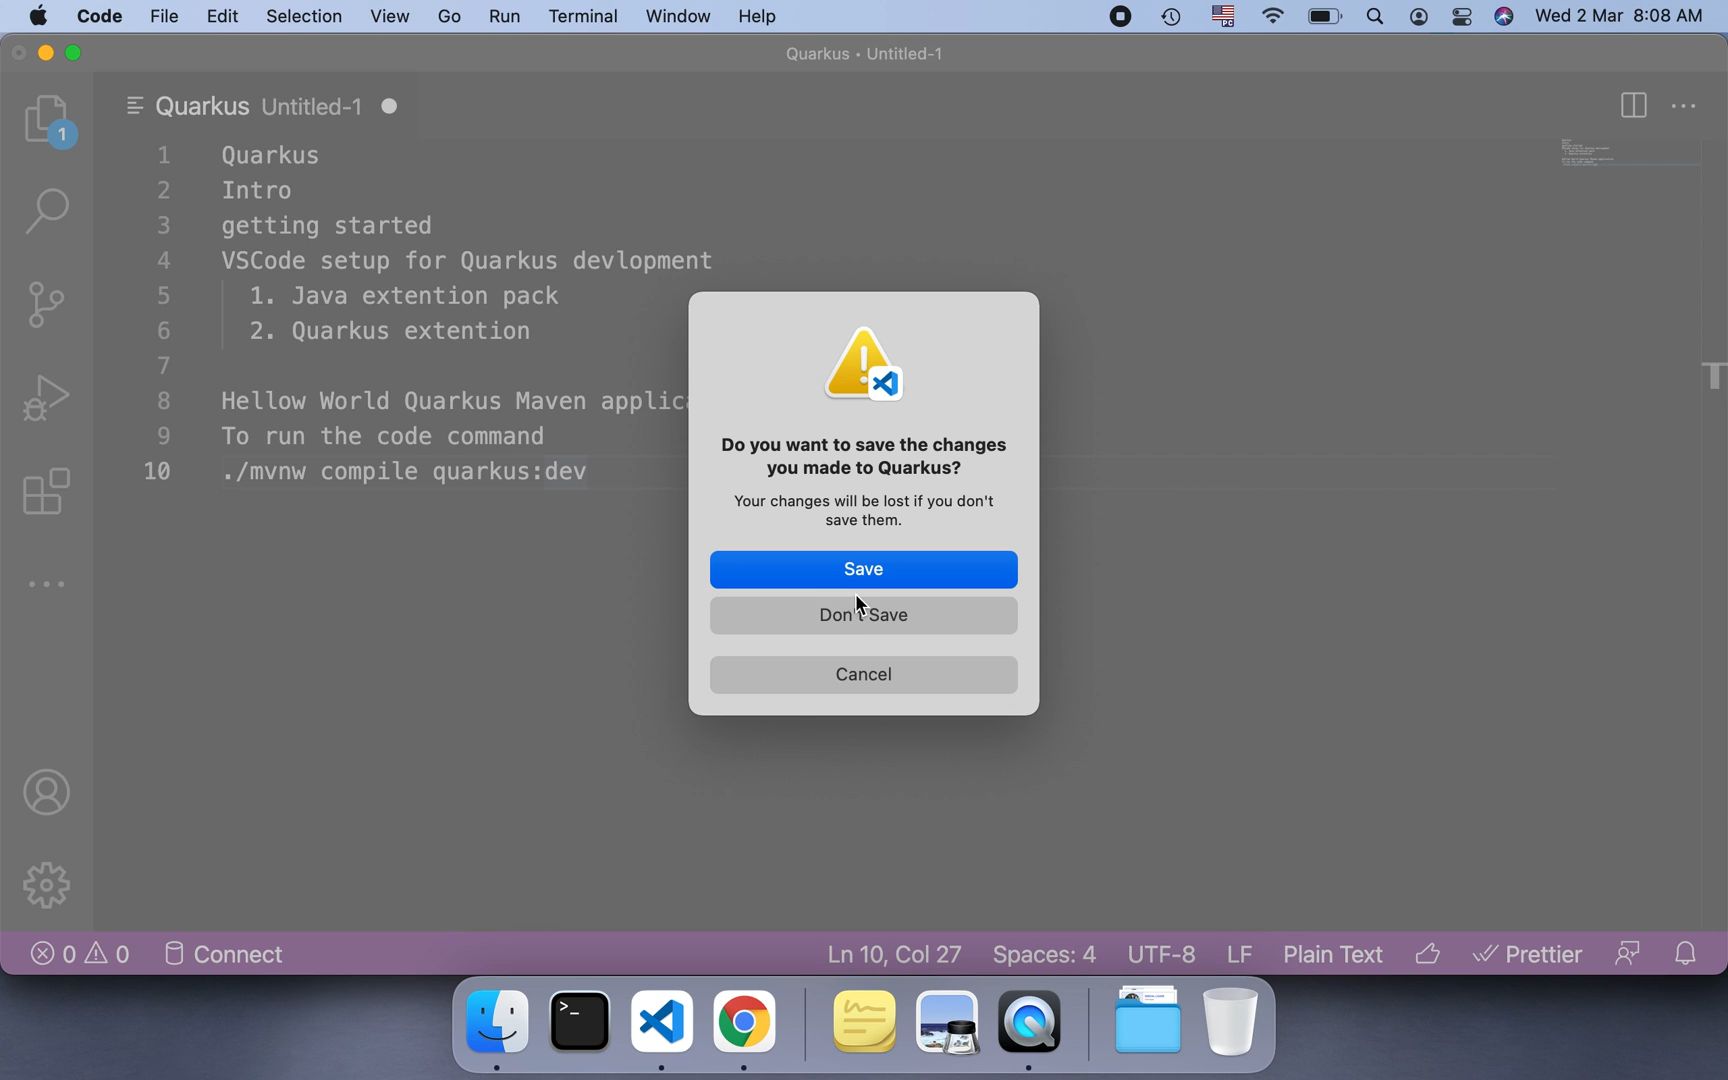 Code File Edit Selection View Go Run Terminal Window Help Wed 2 Mar 8:08 AM
Quarkus • Untitled-1
Quarkus Untitled-1
1
1 Quarkus
2 Intro
3 getting started
4 VSCode setup for Quarkus devlopment
5 1. Java extention pack
6 2. Quarkus extention
7
8 Hellow World Quarkus Maven
9 To run the code command
10 ./mvnw compile quarkus:dev
Do you want to save the changes
you made to Quarkus?
Your changes will be lost if you don't
save them.
Save
Don't Save
Cancel
0 0 Connect Ln 10, Col 27 Spaces: 4 UTF-8 LF Plain Text Prettier